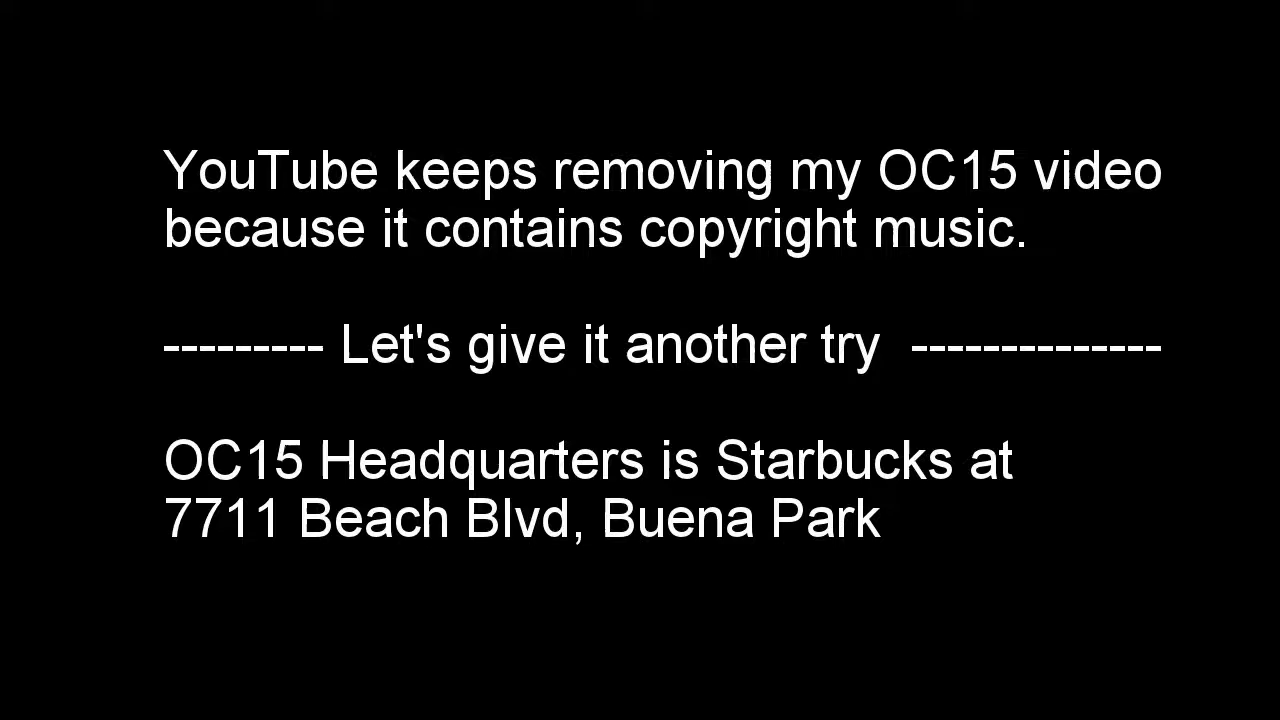 YouTube keeps removing my OC15 video
because it contains copyright music.
--------- Let's give it another try  --------------
OC15 Headquarters is Starbucks at
7711 Beach Blvd, Buena Park